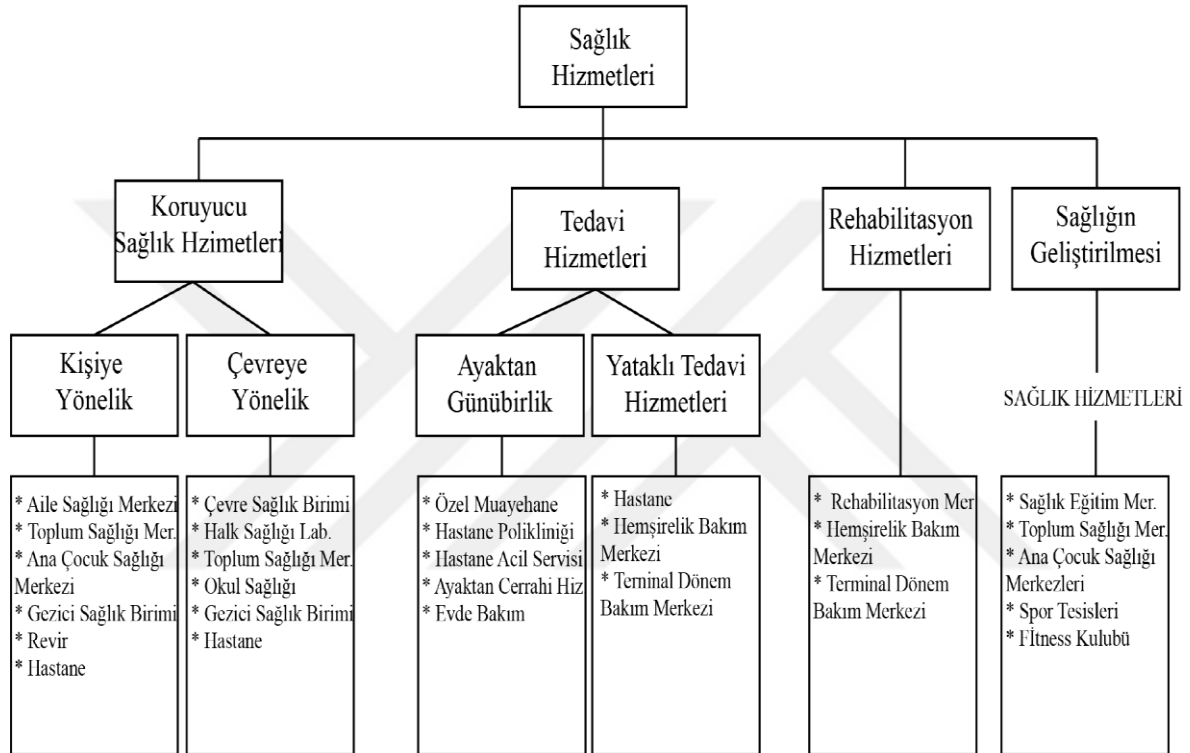 Sağlık
Hizmetleri
Koruyucu
Sağlık Hzimetleri
Tedavi
Hizmetleri
Rehabilitasyon
Hizmetleri
Sağlığın
Geliştirilmesi
Kişiye
Yönelik
Çevreye
Yönelik
Ayaktan
Günübirlik
Yataklı Tedavi
Hizmetleri
SAĞLIK HİZMETLERİ
* Aile Sağlığı Merkezi
* Toplum Sağlığı Mer.
* Ana Çocuk Sağlığı
Merkezi
* Gezici Sağlık Birimi
* Revir
* Hastane
* Çevre Sağlık Birimi
* Halk Sağlığı Lab.
* Toplum Sağlığı Mer.
* Okul Sağlığı
* Gezici Sağlık Birimi
* Hastane
* Özel Muayehane
* Hastane Polikliniği
* Hastane Acil Servisi
* Ayaktan Cerrahi Hiz
* Evde Bakım
* Hastane
* Hemşirelik Bakım
Merkezi
* Terninal Dönem
Bakım Merkezi
* Rehabilitasyon Mer
* Hemşirelik Bakım
Merkezi
* Terminal Dönem
Bakım Merkezi
* Sağlık Eğitim Mer.
* Toplum Sağlığı Mer.
* Ana Çocuk Sağlığı
Merkezleri
* Spor Tesisleri
* Fİtness Kulubü